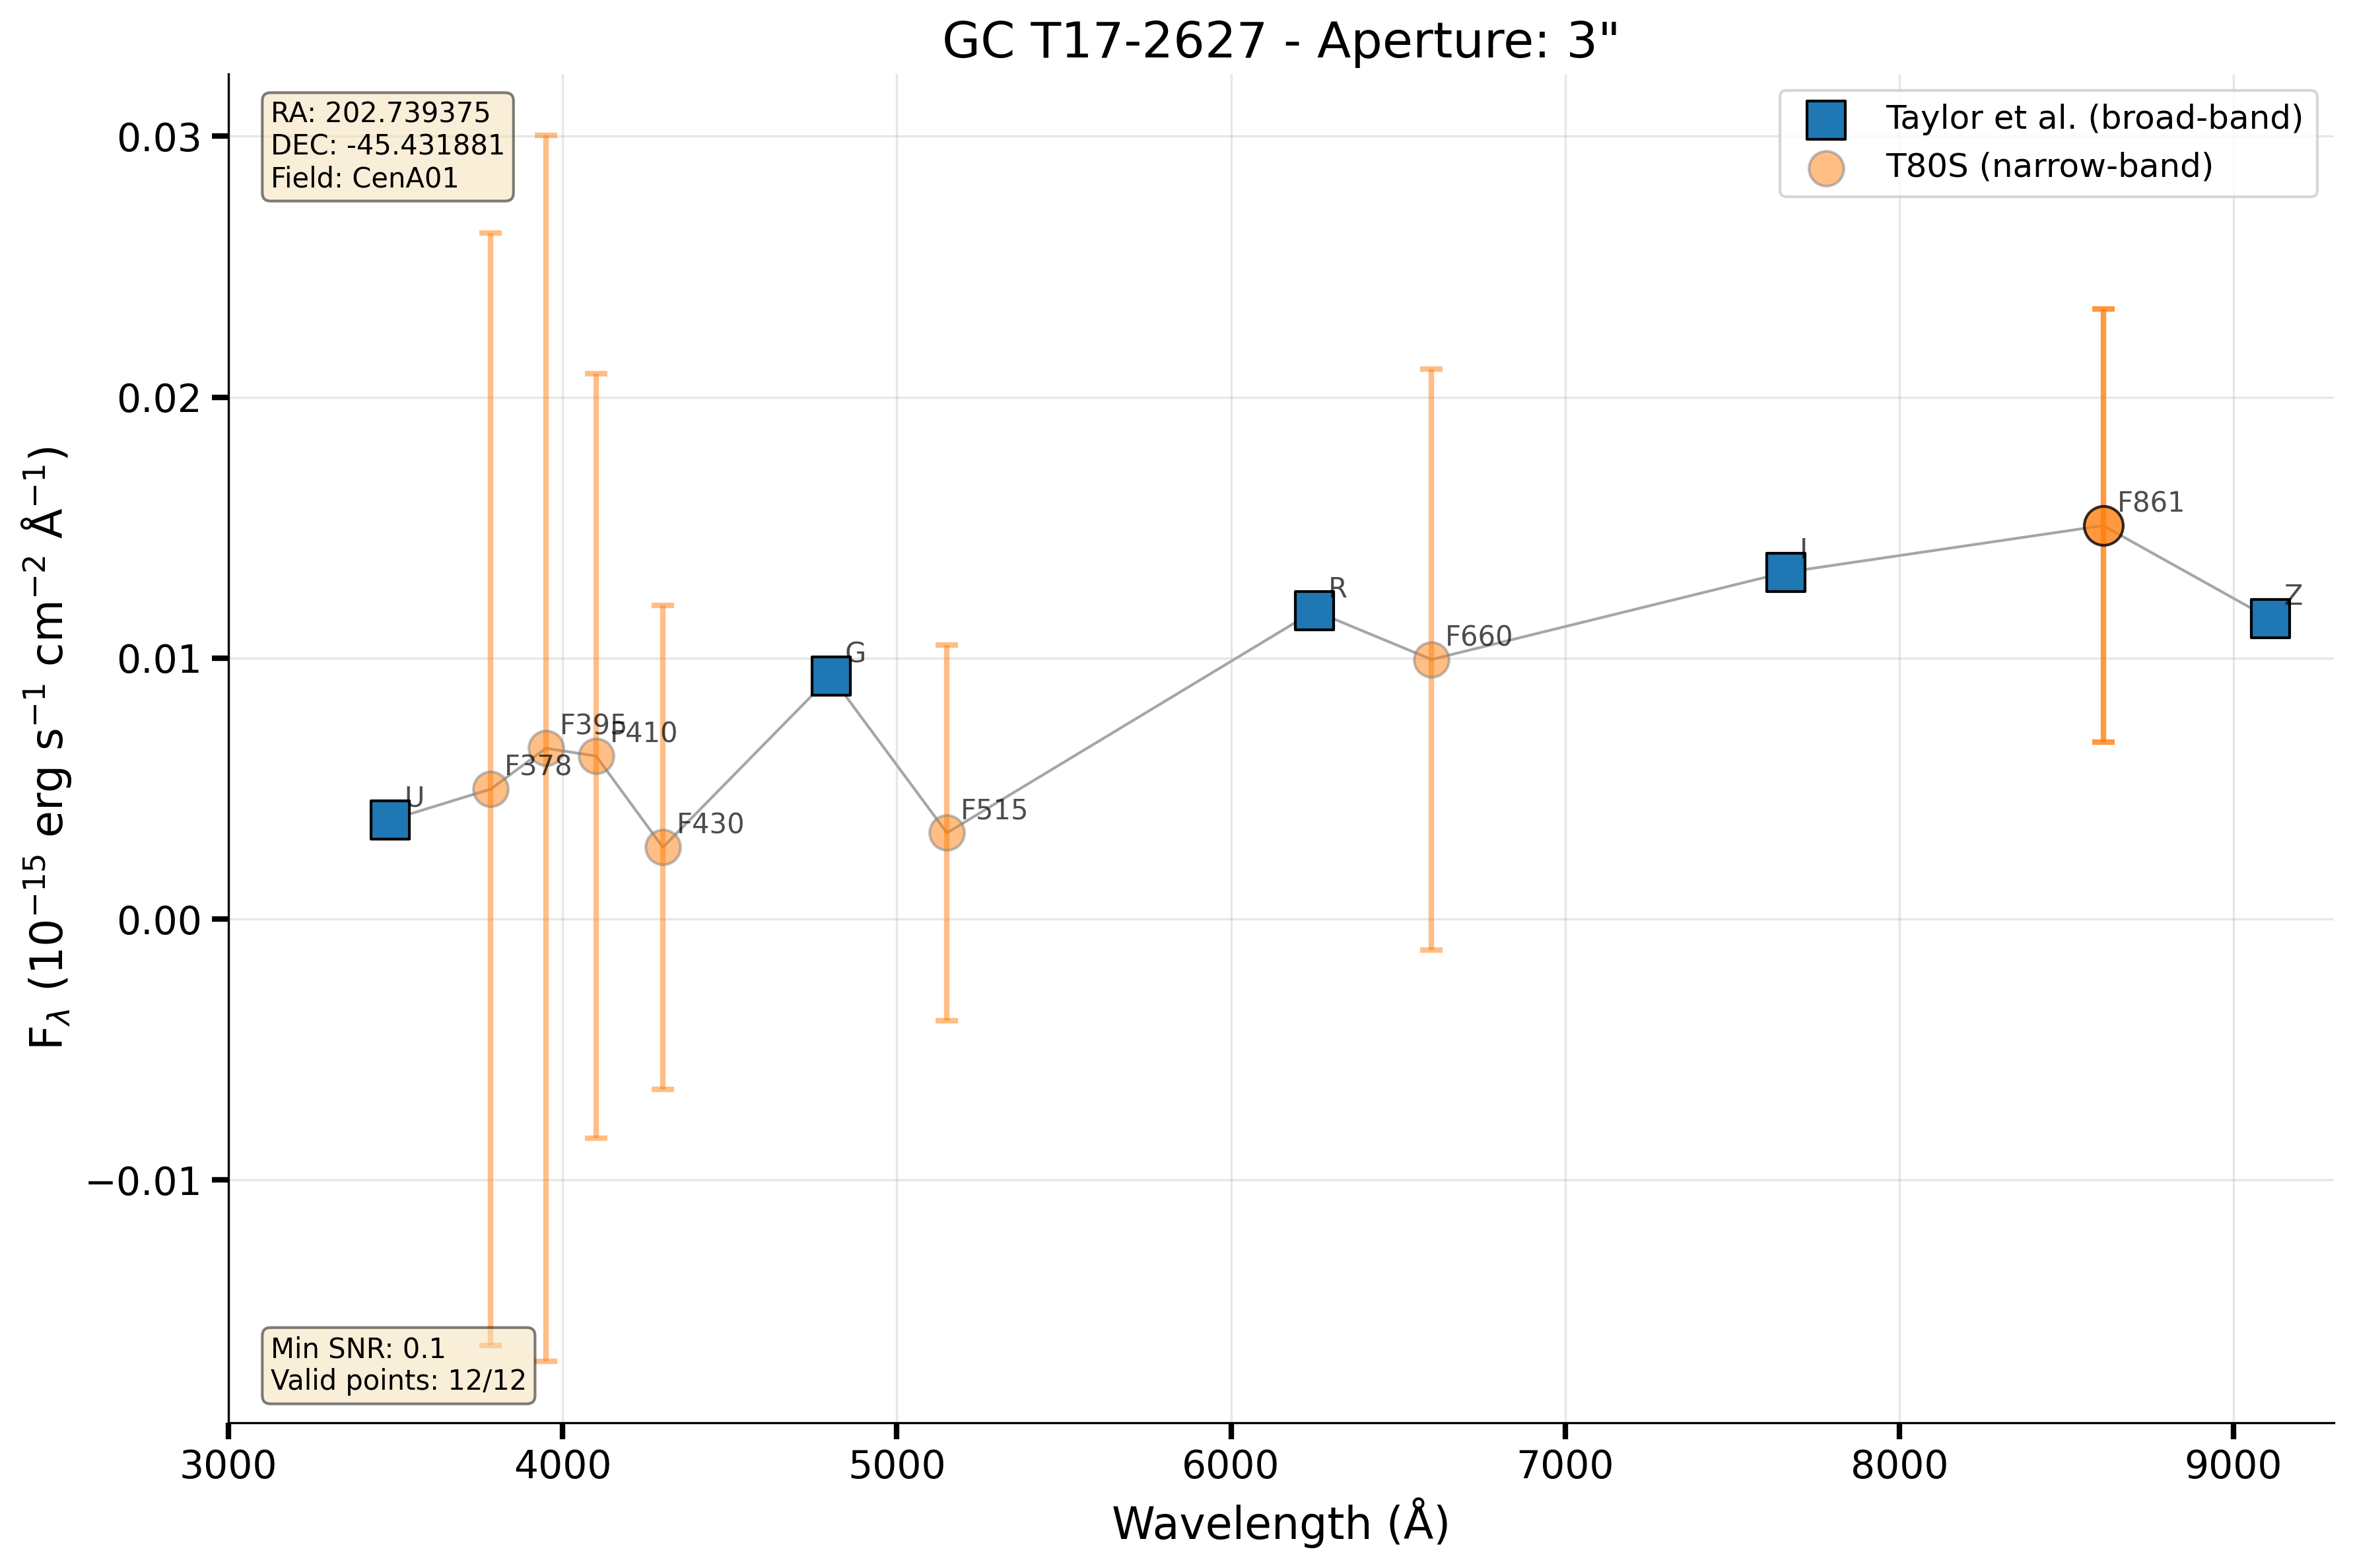 GC T17-2627 - Aperture: 3"
RA: 202.739375
DEC: -45.431881
Field: CenA01
Taylor et al. (broad-band)
T80S (narrow-band)
0.03
0.02
0.01
0.00
−0.01
F_λ (10⁻¹⁵ erg s⁻¹ cm⁻² Å⁻¹)
U
F378
F395
F410
F430
G
F515
R
F660
I
F861
Z
Min SNR: 0.1
Valid points: 12/12
3000 4000 5000 6000 7000 8000 9000
Wavelength (Å)